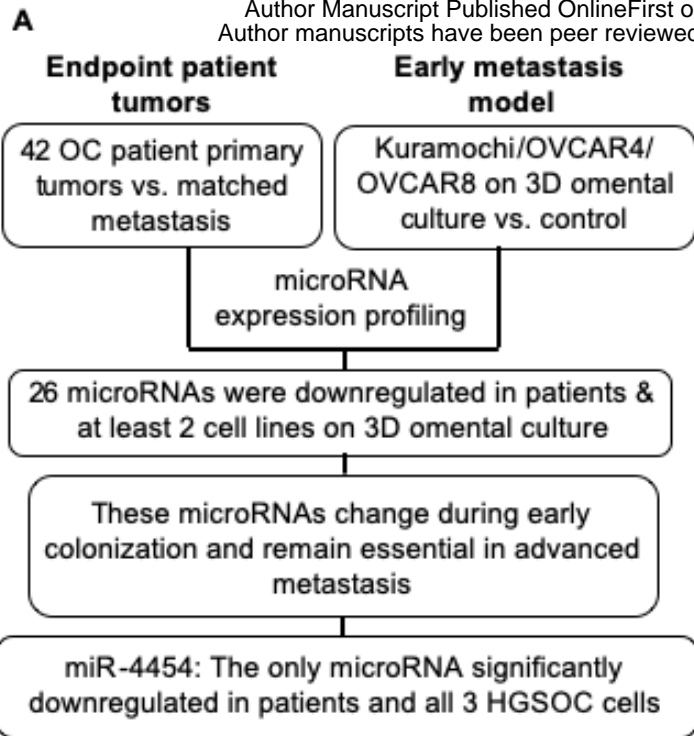 A
Author Manuscript Published OnlineFirst o
Author manuscripts have been peer reviewed
Endpoint patient
tumors
Early metastasis
model
42 OC patient primary
tumors vs. matched
metastasis
Kuramochi/OVCAR4/
OVCAR8 on 3D omental
culture vs. control
microRNA
expression profiling
26 microRNAs were downregulated in patients &
at least 2 cell lines on 3D omental culture
These microRNAs change during early
colonization and remain essential in advanced
metastasis
miR-4454: The only microRNA significantly
downregulated in patients and all 3 HGSOC cells